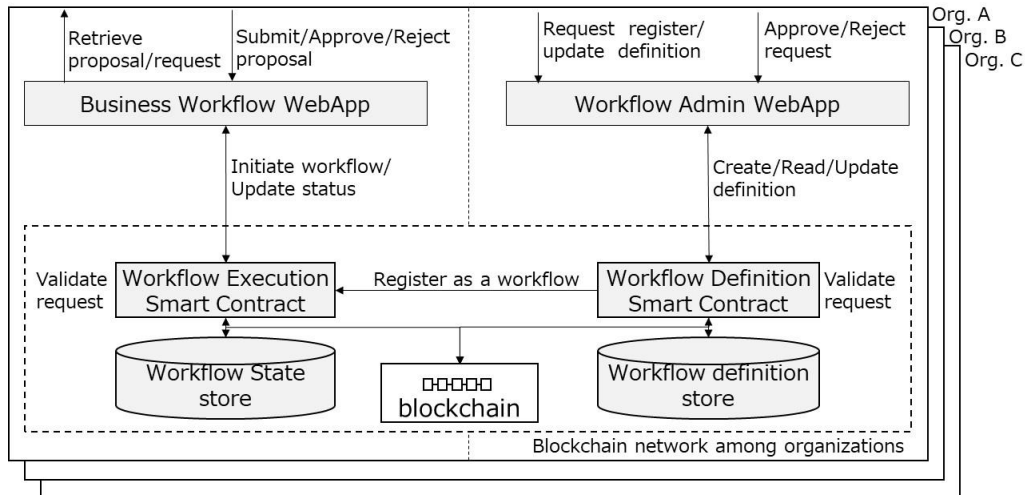 Org. A
Org. B
Org. C
Retrieve
proposal/request
Submit/Approve/Reject
proposal
Request register/
update definition
Approve/Reject
request
Business Workflow WebApp
Workflow Admin WebApp
Initiate workflow/
Update status
Create/Read/Update
definition
Validate
request
Workflow Execution
Smart Contract
Register as a workflow
Workflow Definition
Smart Contract
Validate
request
Workflow State
store
blockchain
Workflow definition
store
Blockchain network among organizations